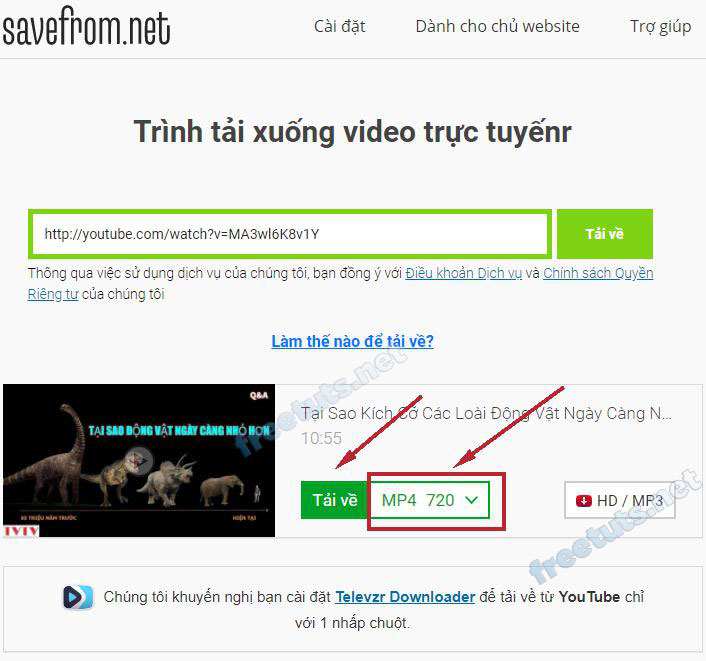 savefrom.net
Cài đặt Dành cho chủ website Trợ giúp
Trình tải xuống video trực tuyếnr
http://youtube.com/watch?v=MA3wl6K8v1Y Tải về
Thông qua việc sử dụng dịch vụ của chúng tôi, bạn đồng ý với Điều khoản Dịch vụ và Chính sách Quyền
Riêng tư của chúng tôi
Làm thế nào để tải về?
Q&A
TẠI SAO ĐỘNG VẬT NGÀY CÀNG NHỎ HƠN
65 TRIỆU NĂM TRƯỚC HIỆN TẠI
Tại Sao Kích Cỡ Các Loài Động Vật Ngày Càng N...
10:55
Tải về MP4 720 HD / MP3
freetuts.net
freetuts.net
Chúng tôi khuyến nghị bạn cài đặt Televzr Downloader để tải về từ YouTube chỉ
với 1 nhấp chuột.